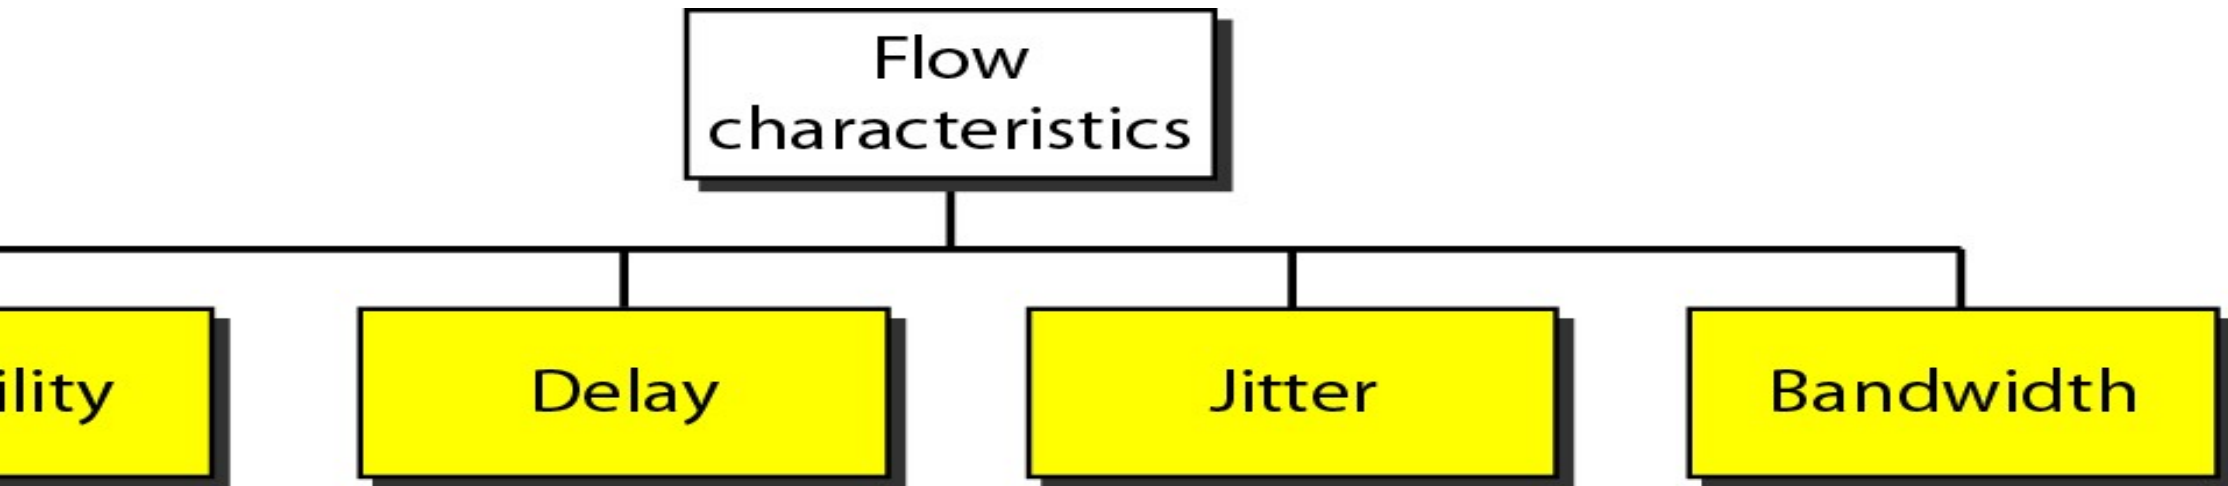 Flow
characteristics
ility
Delay
Jitter
Bandwidth